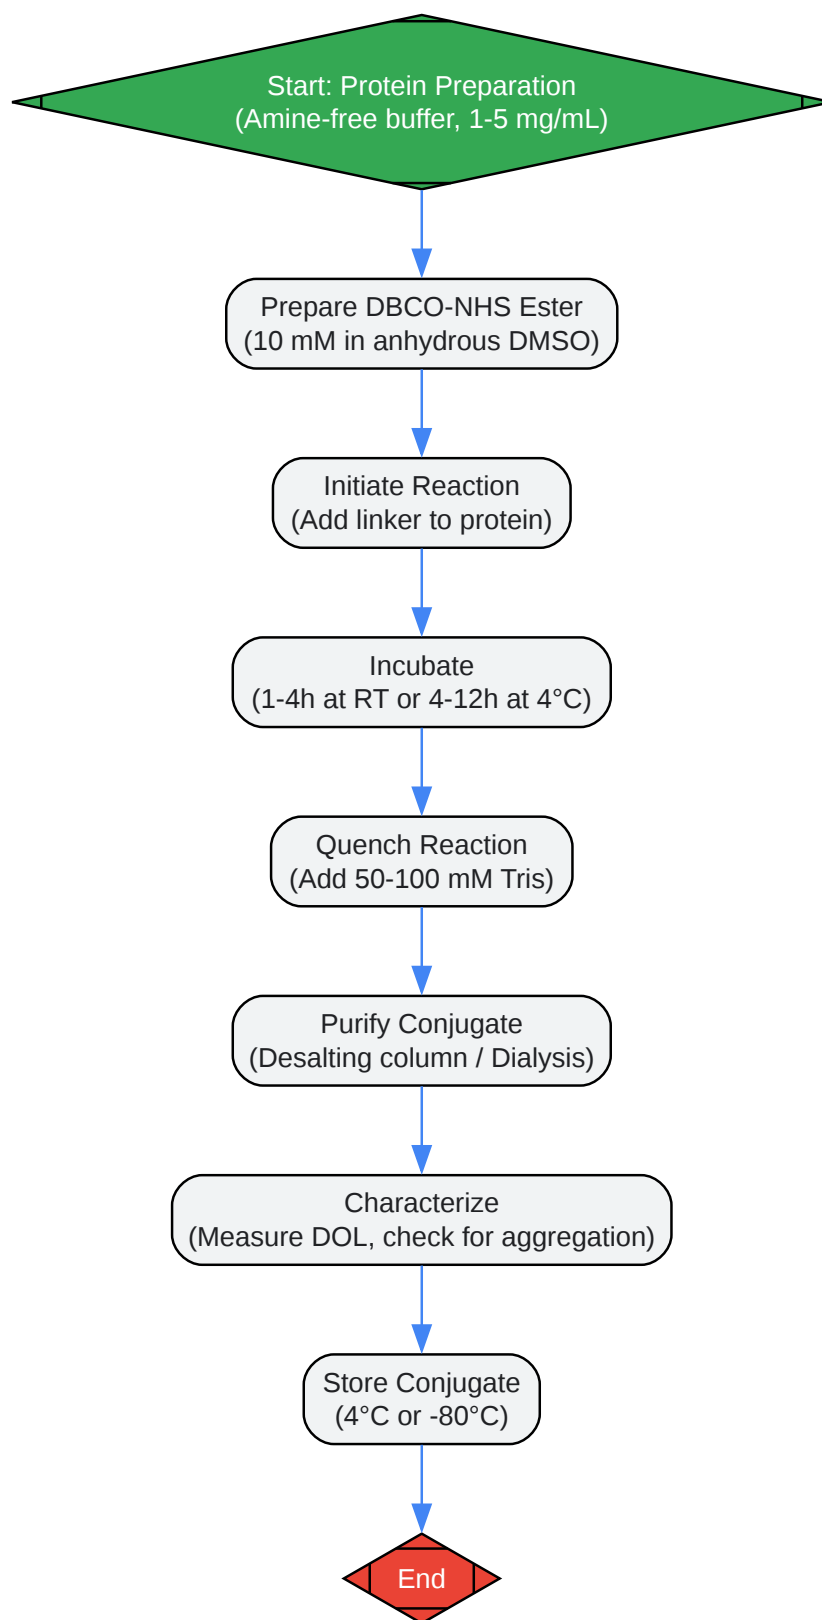 Start: Protein Preparation
(Amine-free buffer, 1-5 mg/mL)
Prepare DBCO-NHS Ester
(10 mM in anhydrous DMSO)
Initiate Reaction
(Add linker to protein)
Incubate
(1-4h at RT or 4-12h at 4°C)
Quench Reaction
(Add 50-100 mM Tris)
Purify Conjugate
(Desalting column / Dialysis)
Characterize
(Measure DOL, check for aggregation)
Store Conjugate
(4°C or -80°C)
End